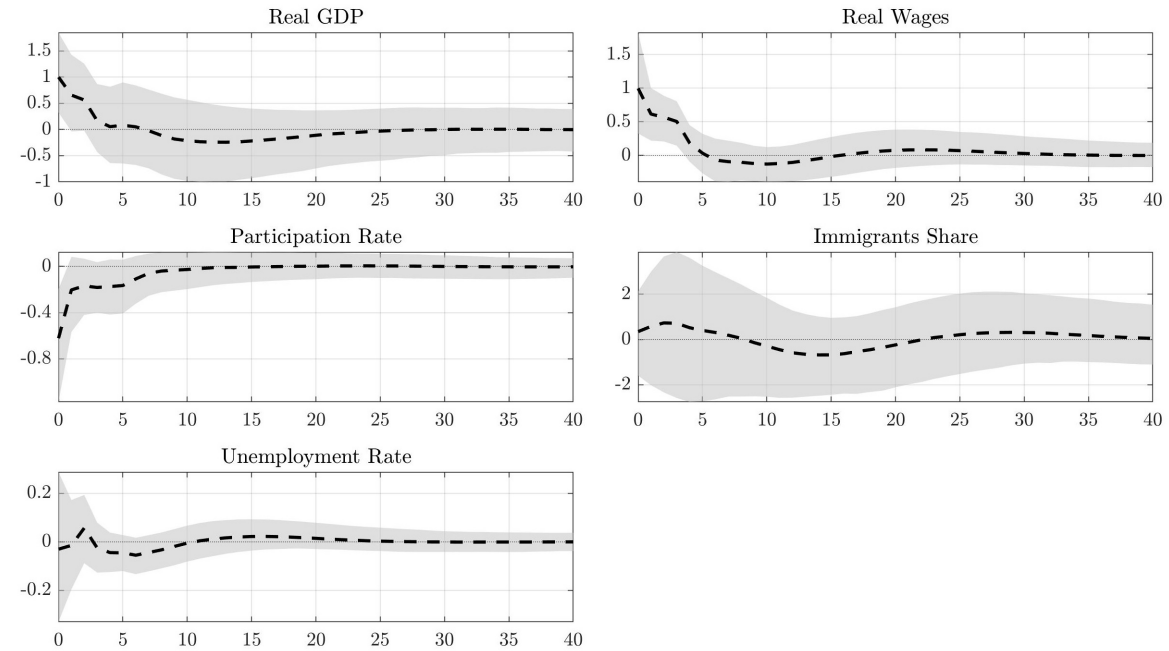 Real GDP
1.5
1
0.5
0
-0.5
-1
0 5 10 15 20 25 30 35 40
Real Wages
1.5
1
0.5
0
0 5 10 15 20 25 30 35 40
Participation Rate
0
-0.4
-0.8
0 5 10 15 20 25 30 35 40
Immigrants Share
2
0
-2
0 5 10 15 20 25 30 35 40
Unemployment Rate
0.2
0
-0.2
0 5 10 15 20 25 30 35 40